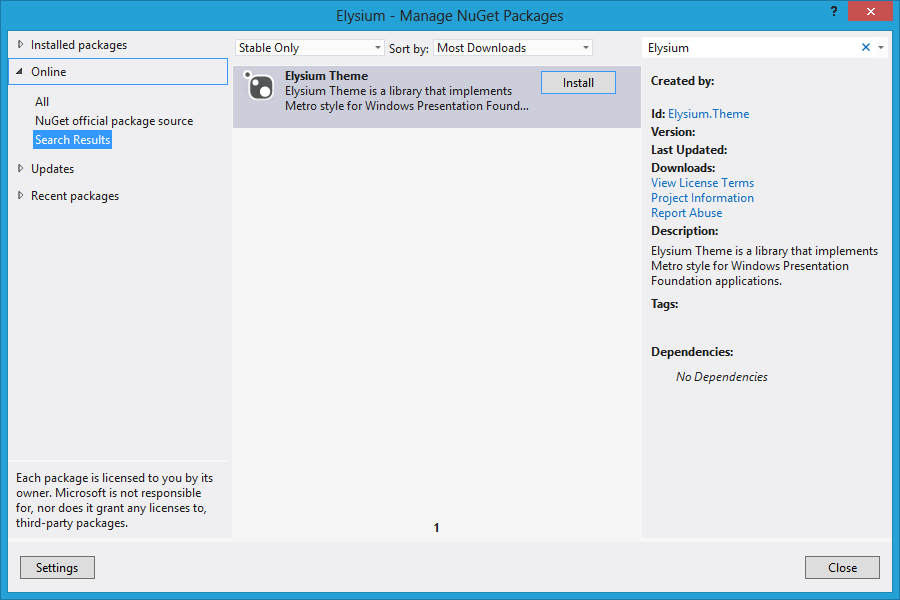 Elysium - Manage NuGet Packages
?
Installed packages
Online
All
NuGet official package source
Search Results
Updates
Recent packages
Each package is licensed to you by its
owner. Microsoft is not responsible
for, nor does it grant any licenses to,
third-party packages.
Settings
Stable Only
Sort by:
Most Downloads
Elysium Theme
Elysium Theme is a library that implements
Metro style for Windows Presentation Found...
Install
1
Elysium
Created by:
Id: Elysium.Theme
Version:
Last Updated:
Downloads:
View License Terms
Project Information
Report Abuse
Description:
Elysium Theme is a library that implements
Metro style for Windows Presentation
Foundation applications.
Tags:
Dependencies:
No Dependencies
Close